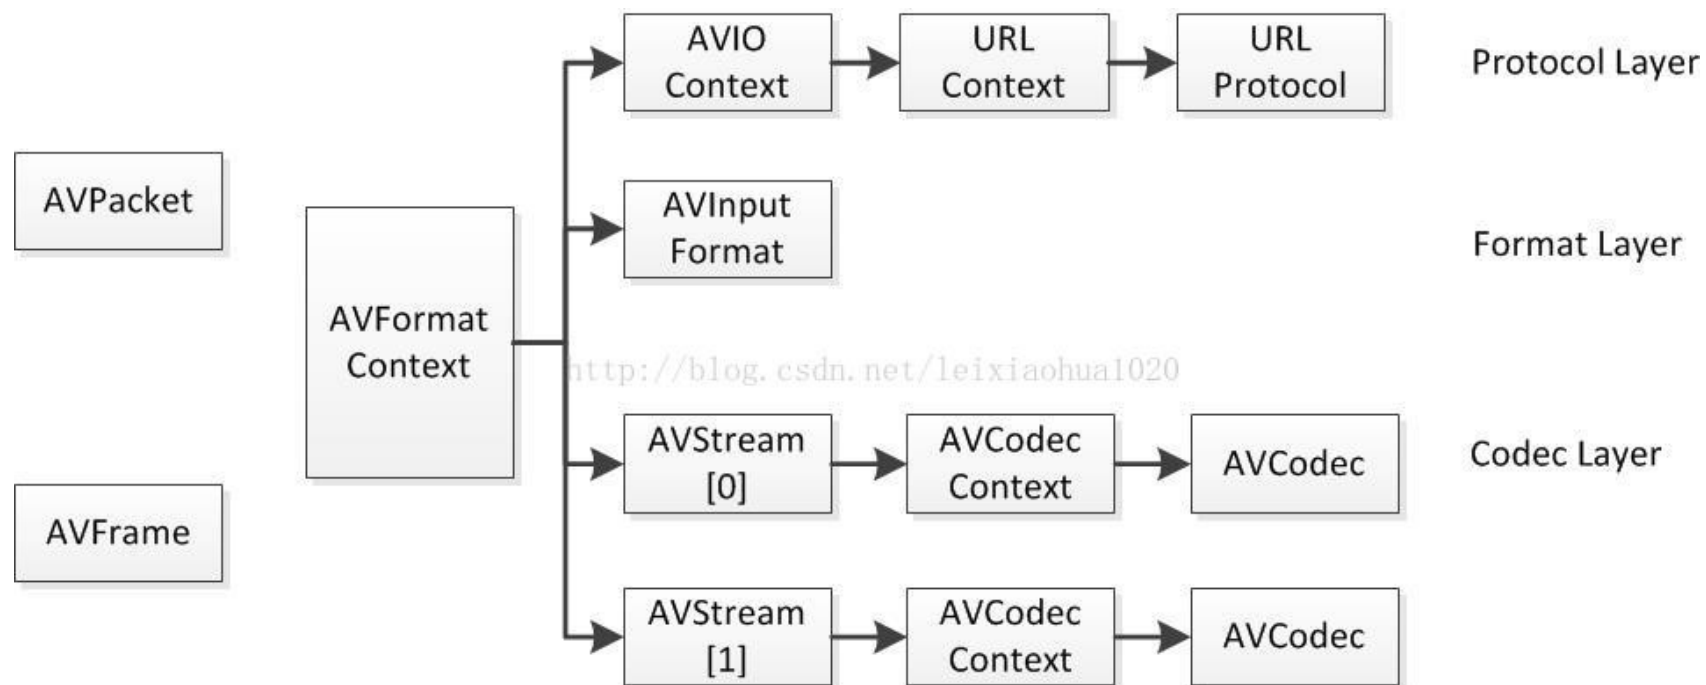 AVIO
Context
URL
Context
URL
Protocol
Protocol Layer
AVPacket
AVInput
Format
Format Layer
AVFormat
Context
http://blog.csdn.net/leixiaohua1020
AVStream
[0]
AVCodec
Context
AVCodec
Codec Layer
AVFrame
AVStream
[1]
AVCodec
Context
AVCodec